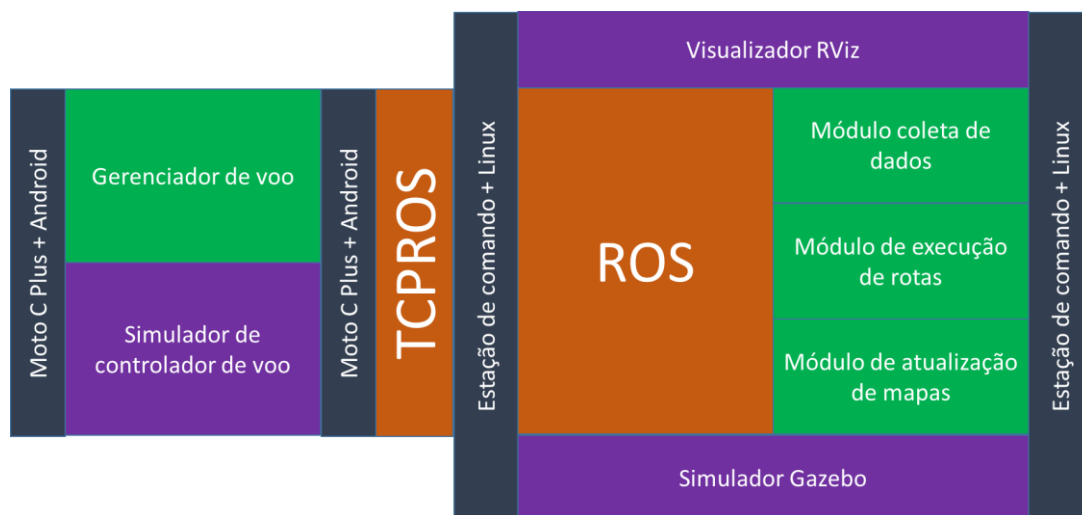 Moto C Plus + Android
Gerenciador de voo
Simulador de
controlador de voo
Moto C Plus + Android
TCPROS
Estação de comando + Linux
Visualizador RViz
ROS
Módulo coleta de
dados
Módulo de execução
de rotas
Módulo de atualização
de mapas
Simulador Gazebo
Estação de comando + Linux